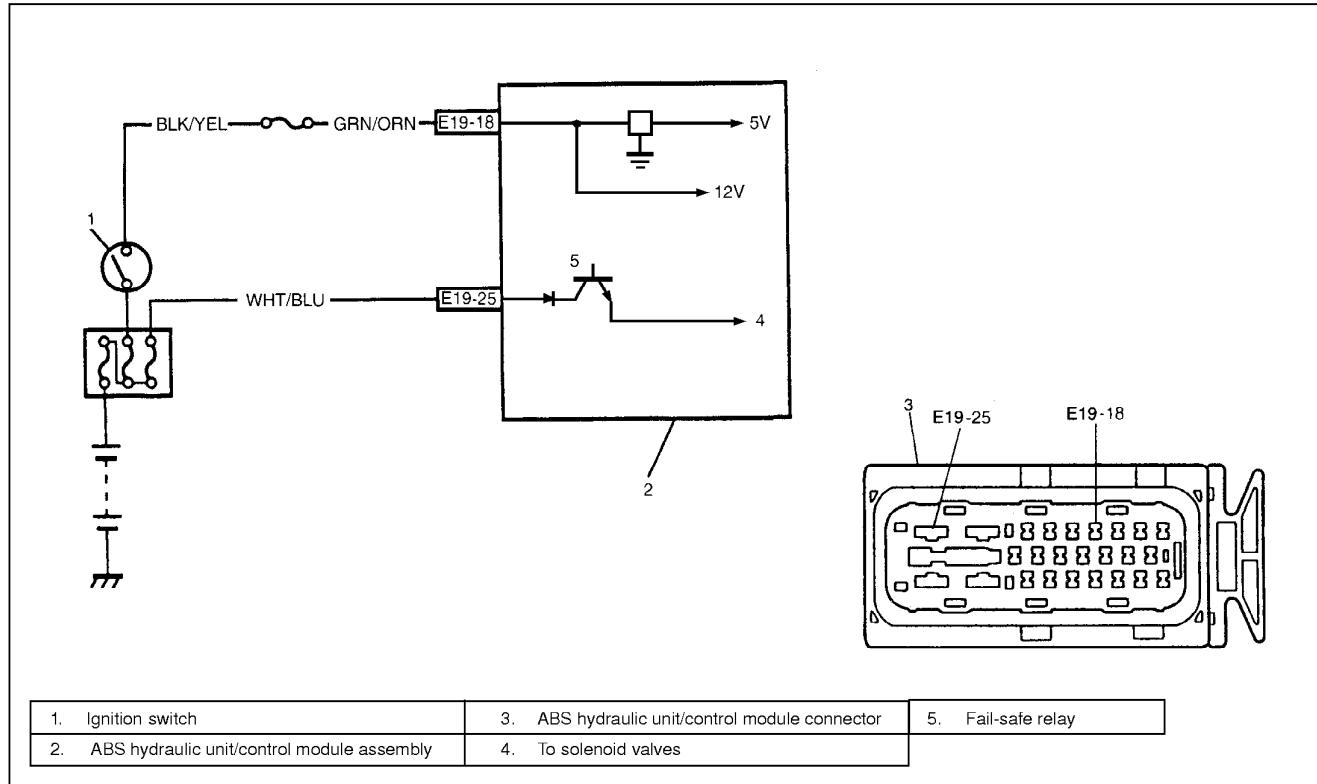 BLK/YEL
GRN/ORN
E19-18
5V
12V
1
5
WHT/BLU
E19-25
4
3
E19-25
E19-18
2
1. Ignition switch
3. ABS hydraulic unit/control module connector
5. Fail-safe relay
2. ABS hydraulic unit/control module assembly
4. To solenoid valves